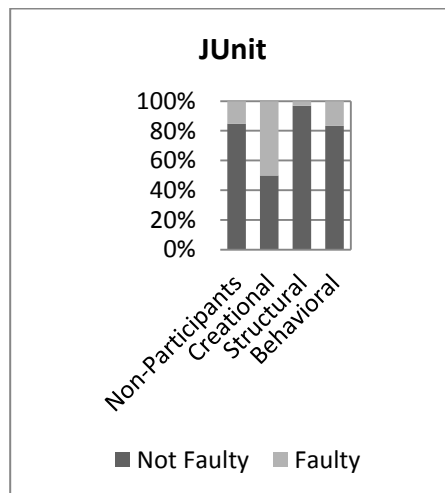 JUnit
100%
80%
60%
40%
20%
0%
Non-Participants
Creational
Structural
Behavioral
Not Faulty
Faulty